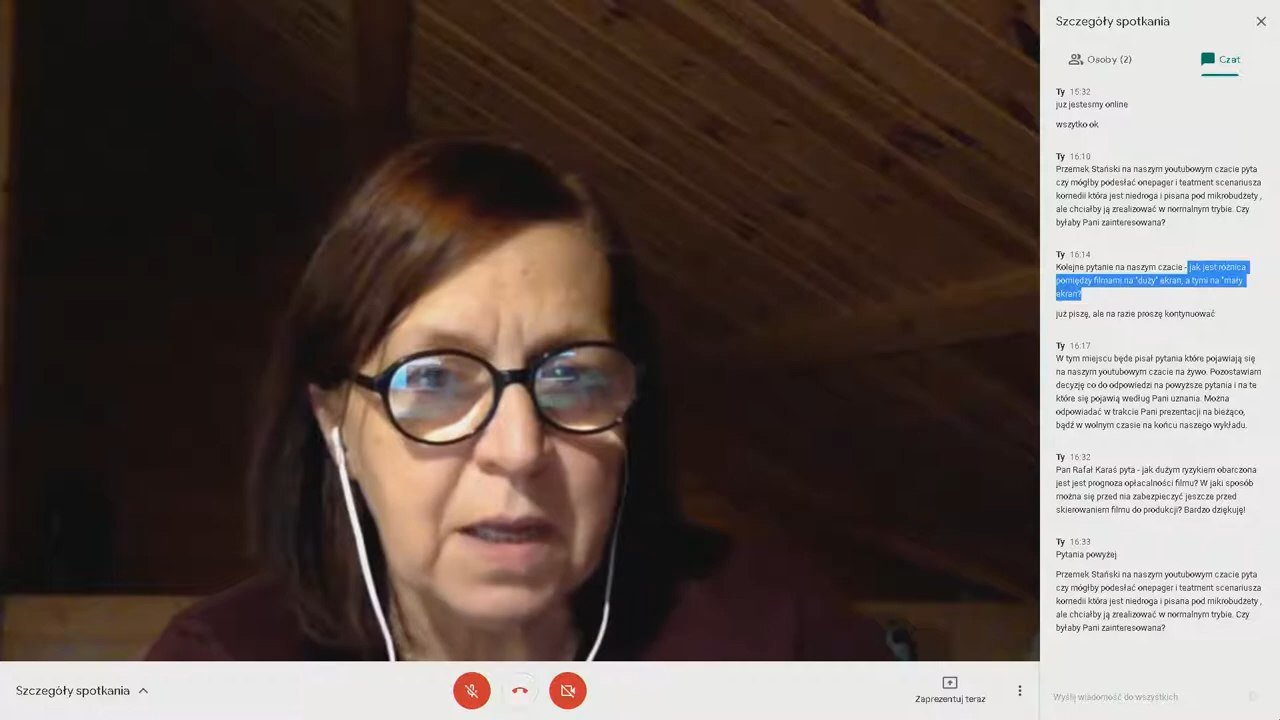 Szczegóły spotkania
Osoby (2)
Czat
Ty 16:32
juz jestesmy online
wszytko ok
Ty 16:10
Przemek Stański na naszym youtubowym czacie pyta
czy mógłby podesłać onepager i teatment scenariusza
komedii która jest niedroga i pisana pod mikrobudżety ,
ale chciałby ją zrealizować w normalnym trybie. Czy
byłaby Pani zainteresowana?
Ty 16:14
Kolejne pytanie na naszym czacie - jak jest różnica
pomiędzy filmami na "duży" ekran, a tymi na "mały
ekran?
już piszę, ale na razie proszę kontynuować
Ty 16:17
W tym miejscu będe pisał pytania które pojawiają się
na naszym youtubowym czacie na żywo. Pozostawiam
decyzję co do odpowiedzi na powyższe pytania i na te
które się pojawią według Pani uznania. Można
odpowiadać w trakcie Pani prezentacji na bieżąco,
bądź w wolnym czasie na końcu naszego wykładu.
Ty 16:32
Pan Rafał Karaś pyta - jak dużym ryzykiem obarczona
jest jest prognoza opłacalności filmu? W jaki sposób
można się przed nia zabezpieczyć jeszcze przed
skierowaniem filmu do produkcji? Bardzo dziękuję!
Ty 16:33
Pytania powyżej
Przemek Stański na naszym youtubowym czacie pyta
czy mógłby podesłać onepager i teatment scenariusza
komedii która jest niedroga i pisana pod mikrobudżety ,
ale chciałby ją zrealizować w normalnym trybie. Czy
byłaby Pani zainteresowana?
Wyślij wiadomość do wszystkich
Szczegóły spotkania
Zaprezentuj teraz